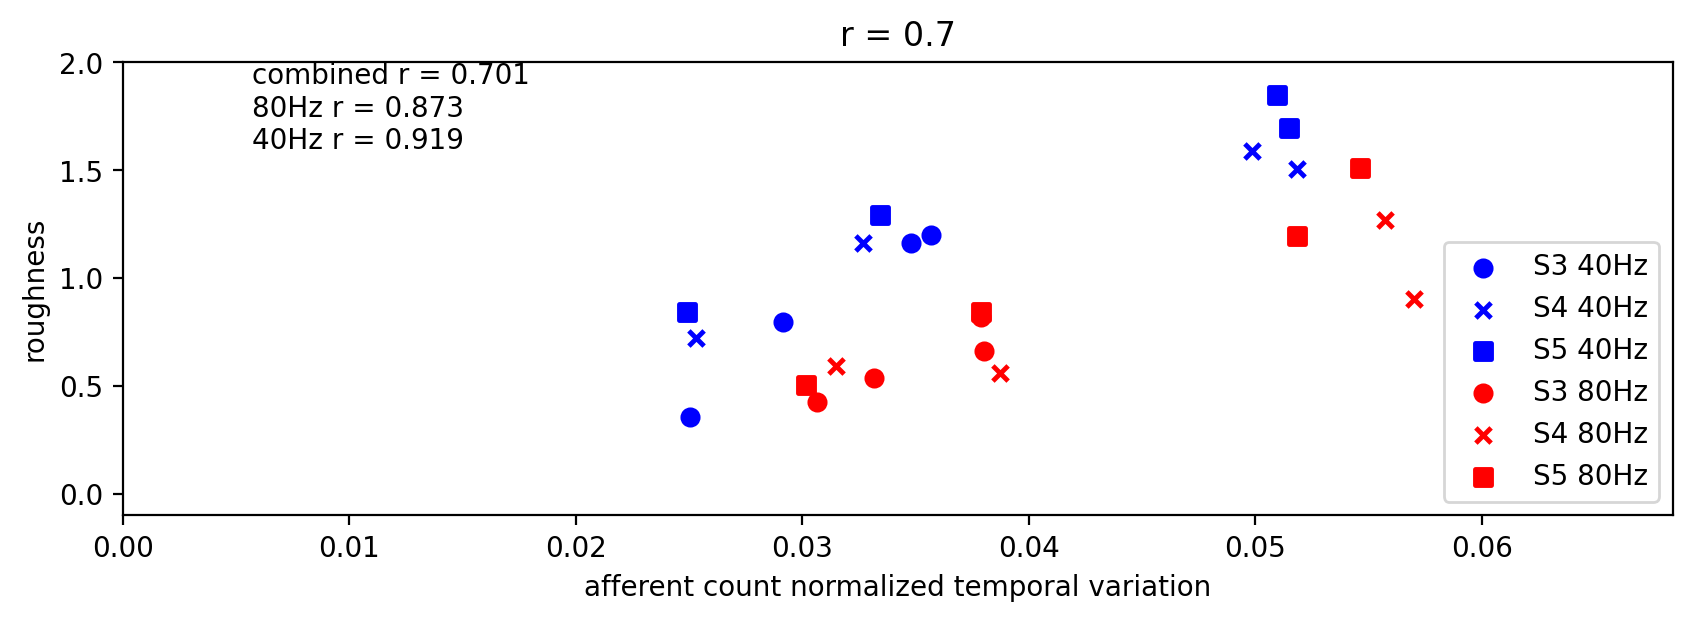 r = 0.7
combined r = 0.701
80Hz r = 0.873
40Hz r = 0.919
2.0
1.5
1.0
0.5
0.0
roughness
S3 40Hz
S4 40Hz
S5 40Hz
S3 80Hz
S4 80Hz
S5 80Hz
0.00 0.01 0.02 0.03 0.04 0.05 0.06
afferent count normalized temporal variation